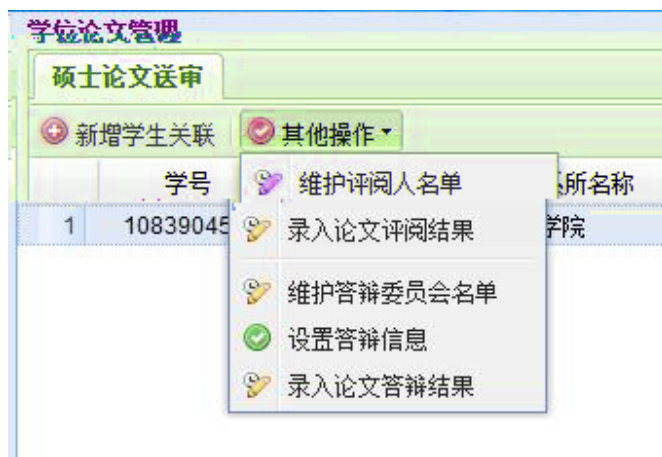 学位论文管理
硕士论文送审
新增学生关联 其他操作
学号 系所名称
维护评阅人名单
1 10839045 学院
录入论文评阅结果
维护答辩委员会名单
设置答辩信息
录入论文答辩结果